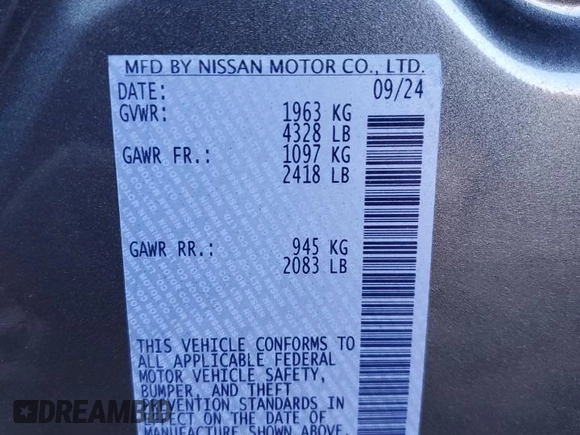 MFD BY NISSAN MOTOR CO., LTD.
DATE: 09/24
GVWR: 1963 KG
4328 LB
GAWR FR.: 1097 KG
2418 LB
GAWR RR.: 945 KG
2083 LB
THIS VEHICLE CONFORMS TO
ALL APPLICABLE FEDERAL
MOTOR VEHICLE SAFETY,
BUMPER, AND THEFT
PREVENTION STANDARDS IN
EFFECT ON THE DATE OF
MANUFACTURE SHOWN ABOVE.
DREAMBID